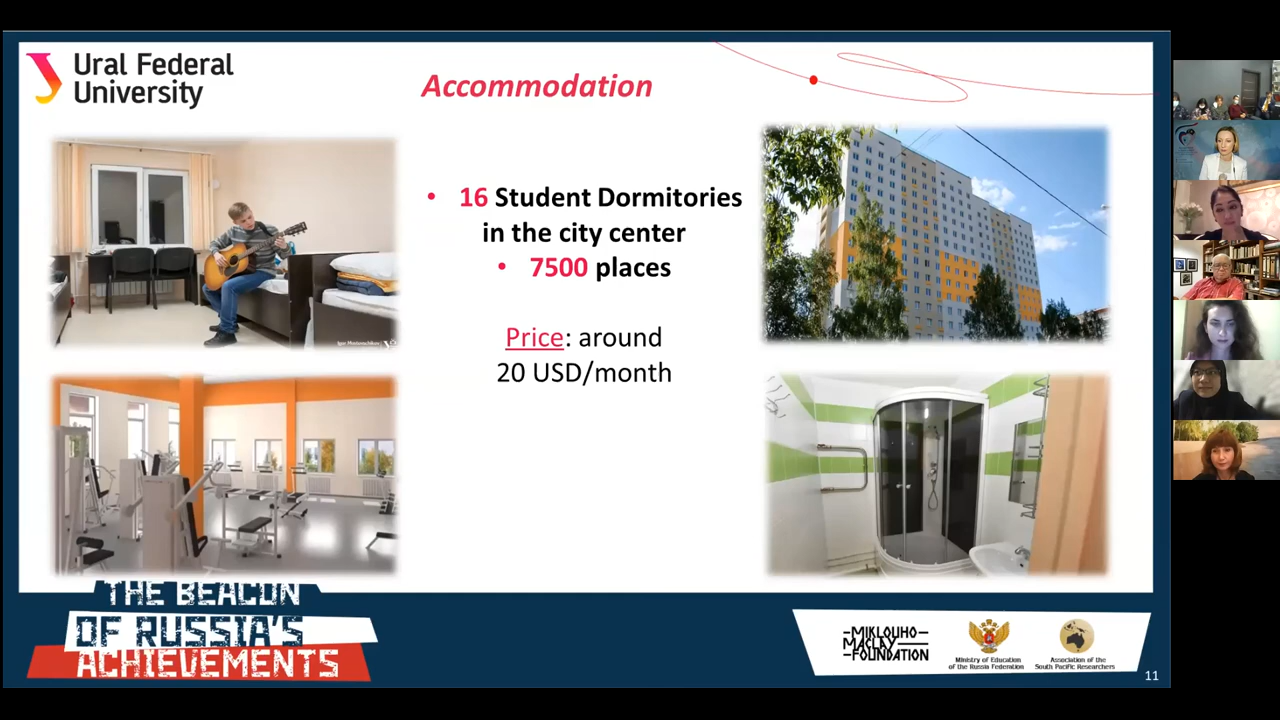 Ural Federal
University
Accommodation
• 16 Student Dormitories
in the city center
• 7500 places
Price: around
20 USD/month
THE BEACON
OF RUSSIA'S
ACHIEVEMENTS
MIKLOUHO
MACLAY
FOUNDATION
Ministry of Education
of the Russia Federation
Association of the
South Pacific Researchers
11